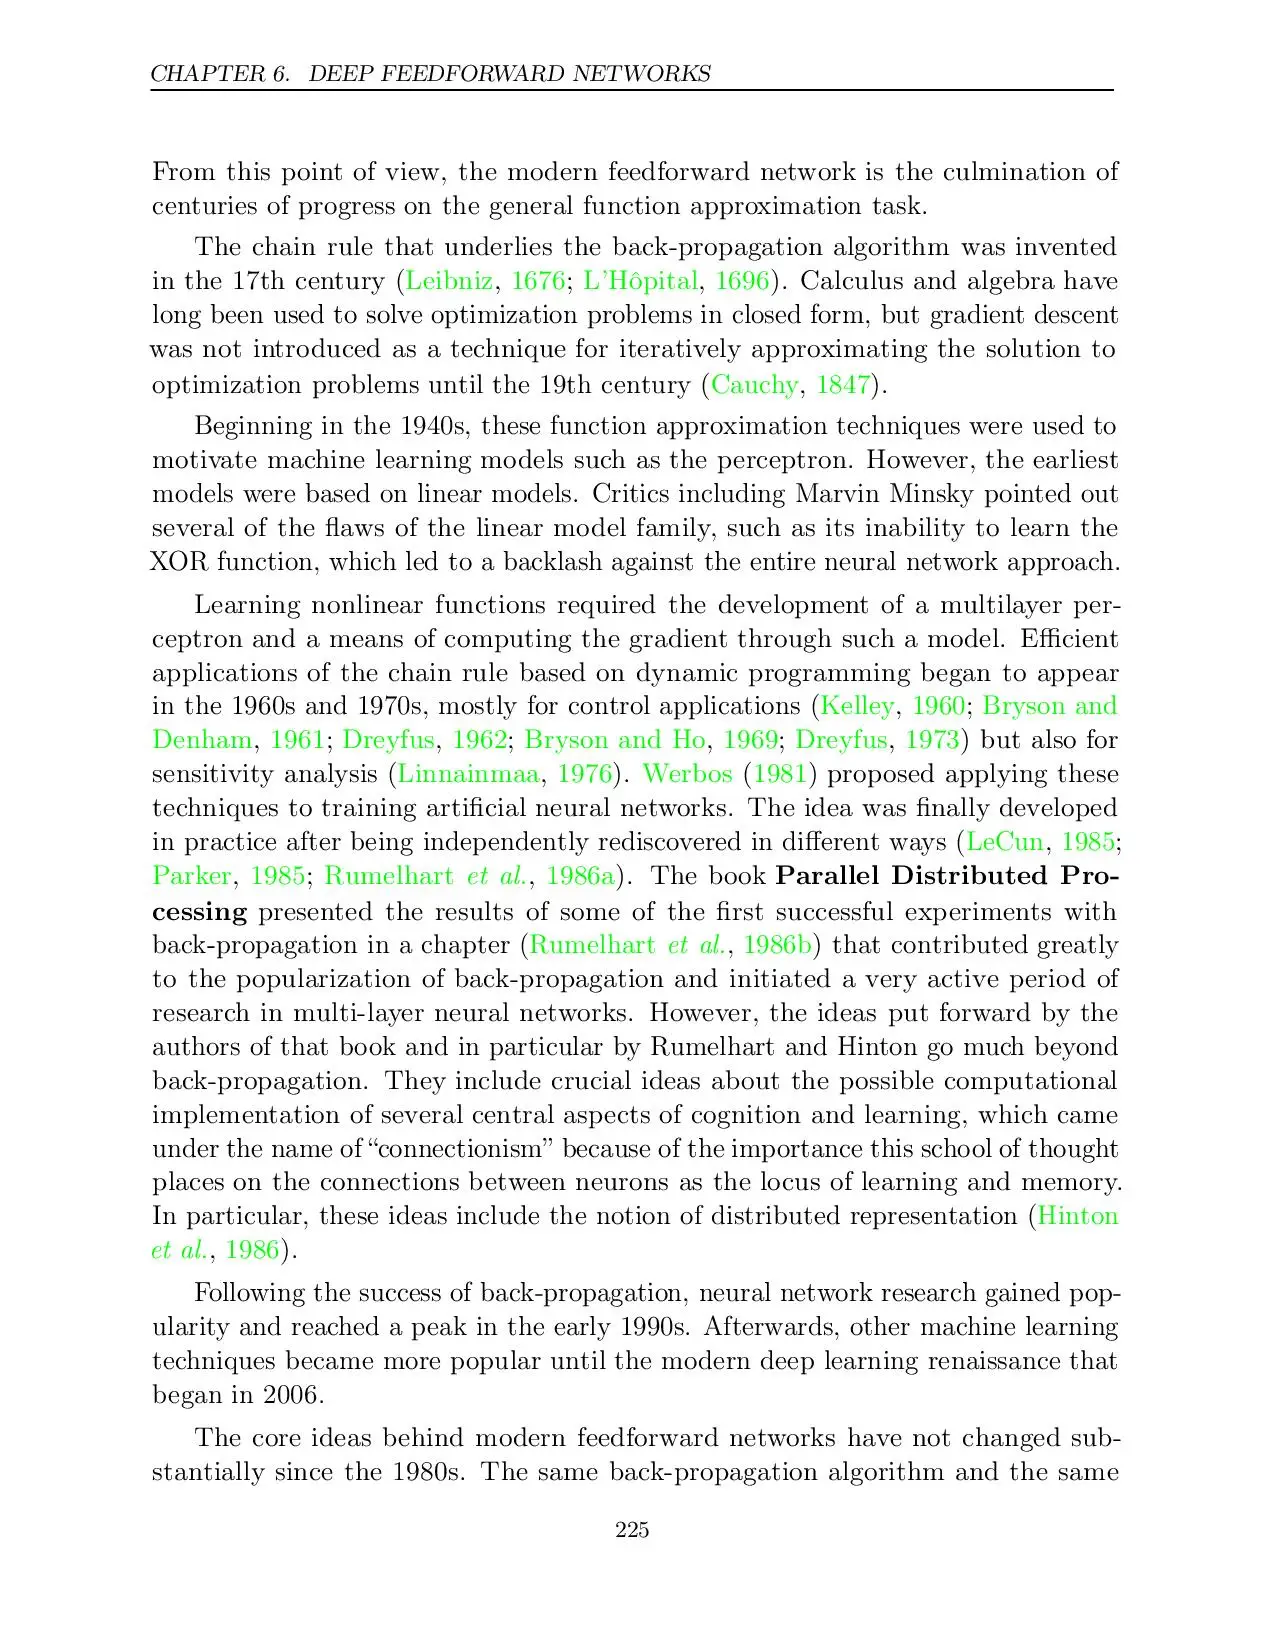 CHAPTER 6. DEEP FEEDFORWARD NETWORKS
From this point of view, the modern feedforward network is the culmination of
centuries of progress on the general function approximation task.
The chain rule that underlies the back-propagation algorithm was invented
in the 17th century (Leibniz, 1676; L'Hôpital, 1696). Calculus and algebra have
long been used to solve optimization problems in closed form, but gradient descent
was not introduced as a technique for iteratively approximating the solution to
optimization problems until the 19th century (Cauchy, 1847).
Beginning in the 1940s, these function approximation techniques were used to
motivate machine learning models such as the perceptron. However, the earliest
models were based on linear models. Critics including Marvin Minsky pointed out
several of the flaws of the linear model family, such as its inability to learn the
XOR function, which led to a backlash against the entire neural network approach.
Learning nonlinear functions required the development of a multilayer per-
ceptron and a means of computing the gradient through such a model. Efficient
applications of the chain rule based on dynamic programming began to appear
in the 1960s and 1970s, mostly for control applications (Kelley, 1960; Bryson and
Denham, 1961; Dreyfus, 1962; Bryson and Ho, 1969; Dreyfus, 1973) but also for
sensitivity analysis (Linnainmaa, 1976). Werbos (1981) proposed applying these
techniques to training artificial neural networks. The idea was finally developed
in practice after being independently rediscovered in different ways (LeCun, 1985;
Parker, 1985; Rumelhart et al., 1986a). The book Parallel Distributed Pro-
cessing presented the results of some of the first successful experiments with
back-propagation in a chapter (Rumelhart et al., 1986b) that contributed greatly
to the popularization of back-propagation and initiated a very active period of
research in multi-layer neural networks. However, the ideas put forward by the
authors of that book and in particular by Rumelhart and Hinton go much beyond
back-propagation. They include crucial ideas about the possible computational
implementation of several central aspects of cognition and learning, which came
under the name of “connectionism” because of the importance this school of thought
places on the connections between neurons as the locus of learning and memory.
In particular, these ideas include the notion of distributed representation (Hinton
et al., 1986).
Following the success of back-propagation, neural network research gained pop-
ularity and reached a peak in the early 1990s. Afterwards, other machine learning
techniques became more popular until the modern deep learning renaissance that
began in 2006.
The core ideas behind modern feedforward networks have not changed sub-
stantially since the 1980s. The same back-propagation algorithm and the same
225